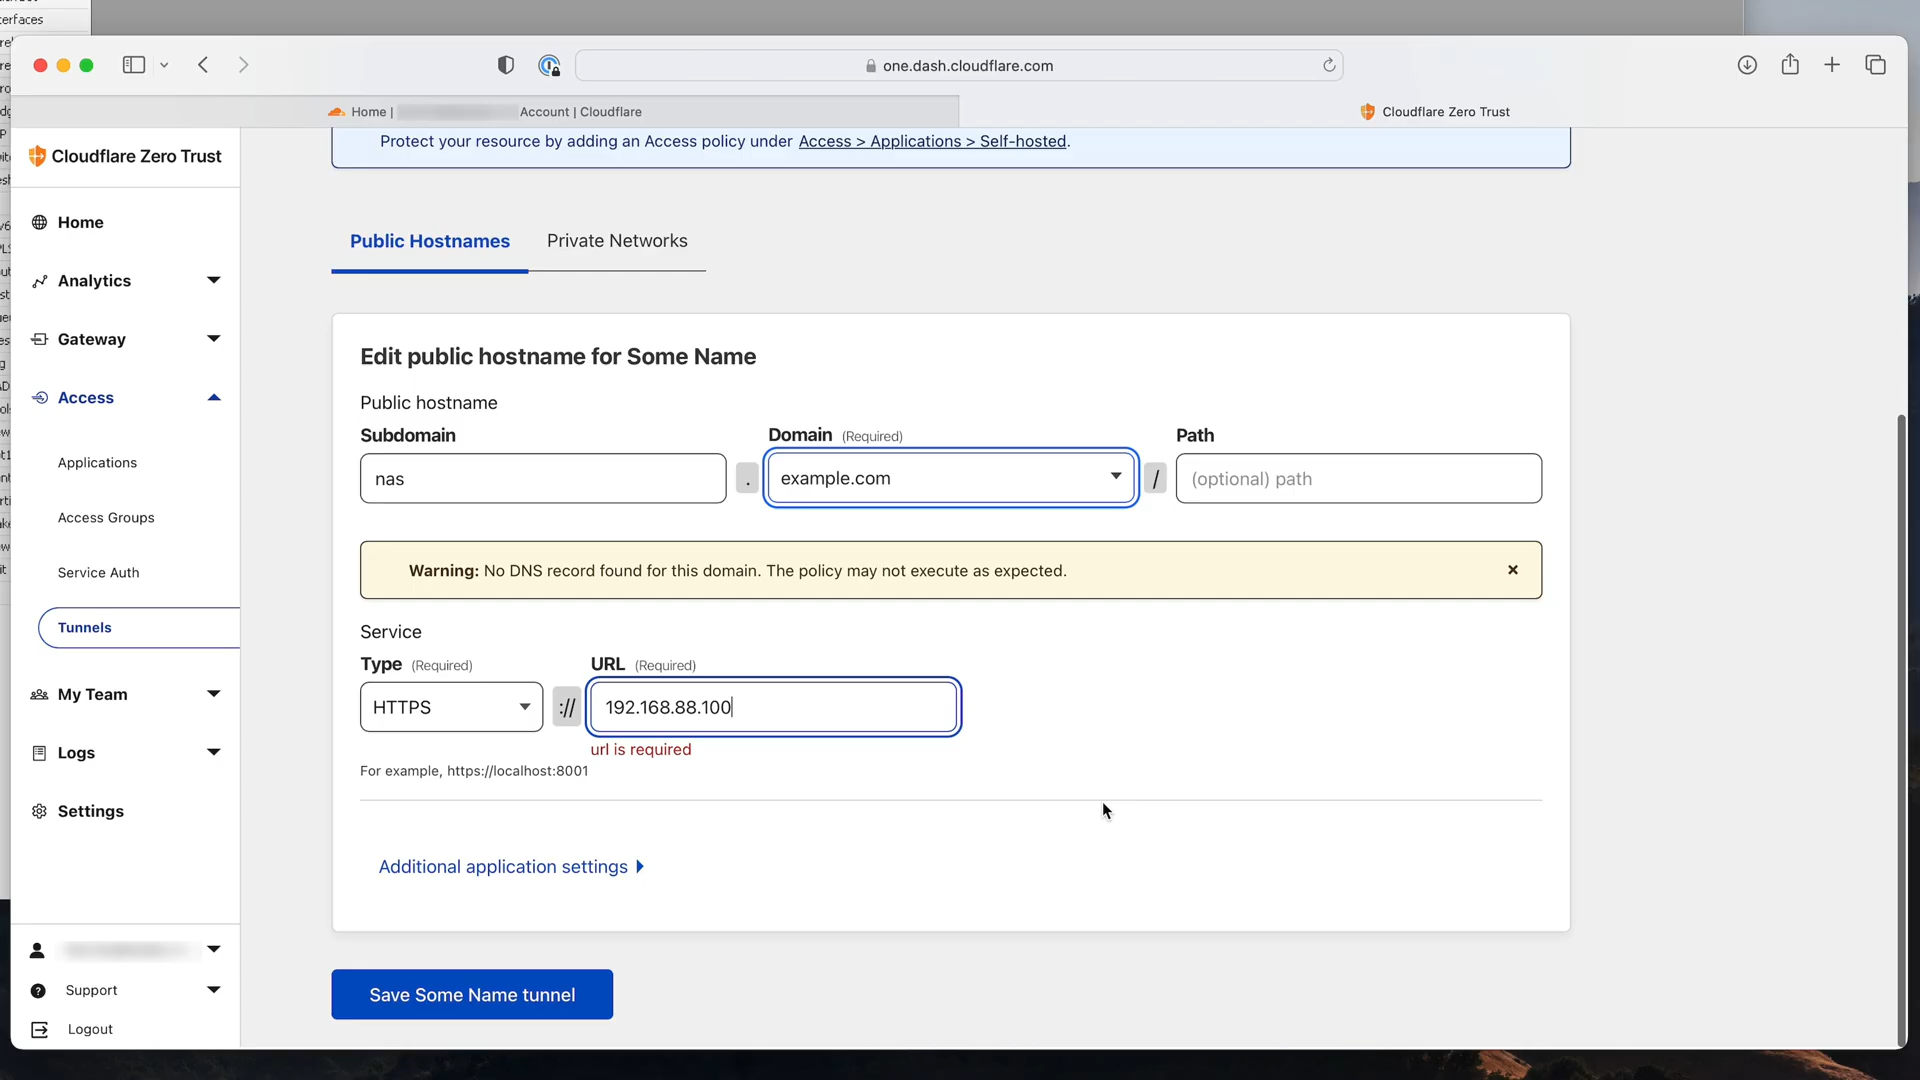 one.dash.cloudflare.com
Home | Account | Cloudflare
Cloudflare Zero Trust
Cloudflare Zero Trust
Protect your resource by adding an Access policy under Access > Applications > Self-hosted.
Home
Analytics
Gateway
Access
Applications
Access Groups
Service Auth
Tunnels
My Team
Logs
Settings
Support
Logout
Public Hostnames Private Networks
Edit public hostname for Some Name
Public hostname
Subdomain Domain (Required) Path
nas . example.com / (optional) path
Warning: No DNS record found for this domain. The policy may not execute as expected.
Service
Type (Required) URL (Required)
HTTPS :// 192.168.88.100
url is required
For example, https://localhost:8001
Additional application settings
Save Some Name tunnel